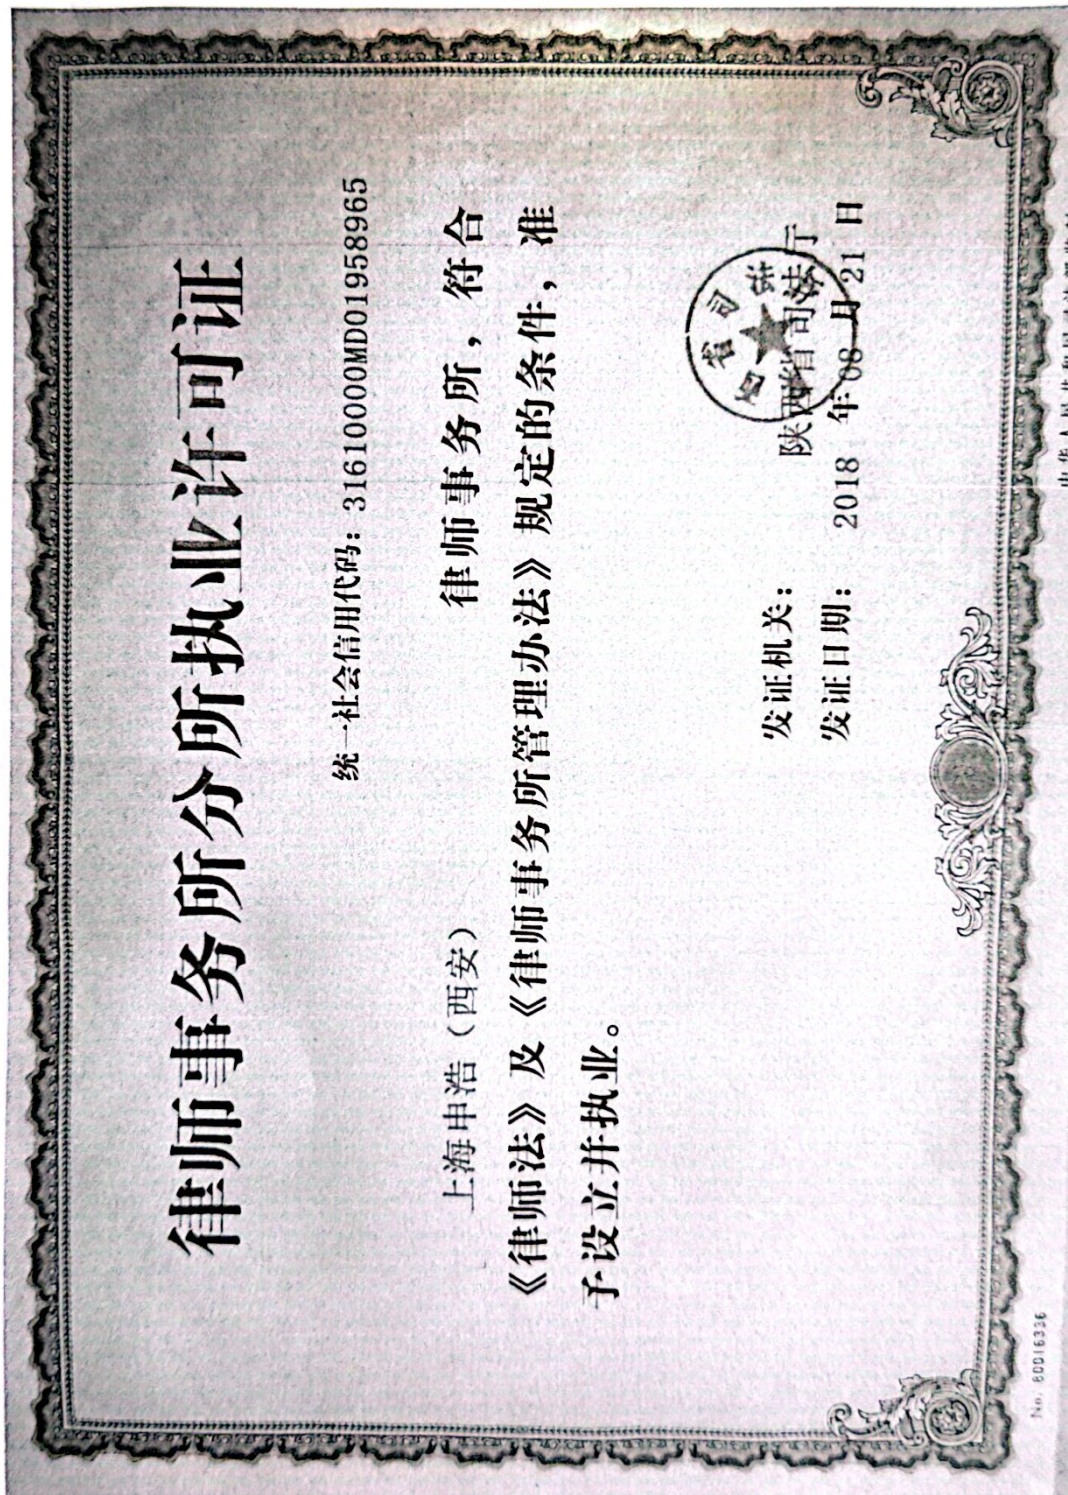 律师事务所分所执业许可证
统一社会信用代码：31610000MD01958965
上海申浩（西安） 律师事务所，符合
《律师法》及《律师事务所管理办法》规定的条件，准
予设立并执业。
发证机关： 陕西省司法厅
发证日期： 2018 年 08 月 21 日
省司法
No. 80016336